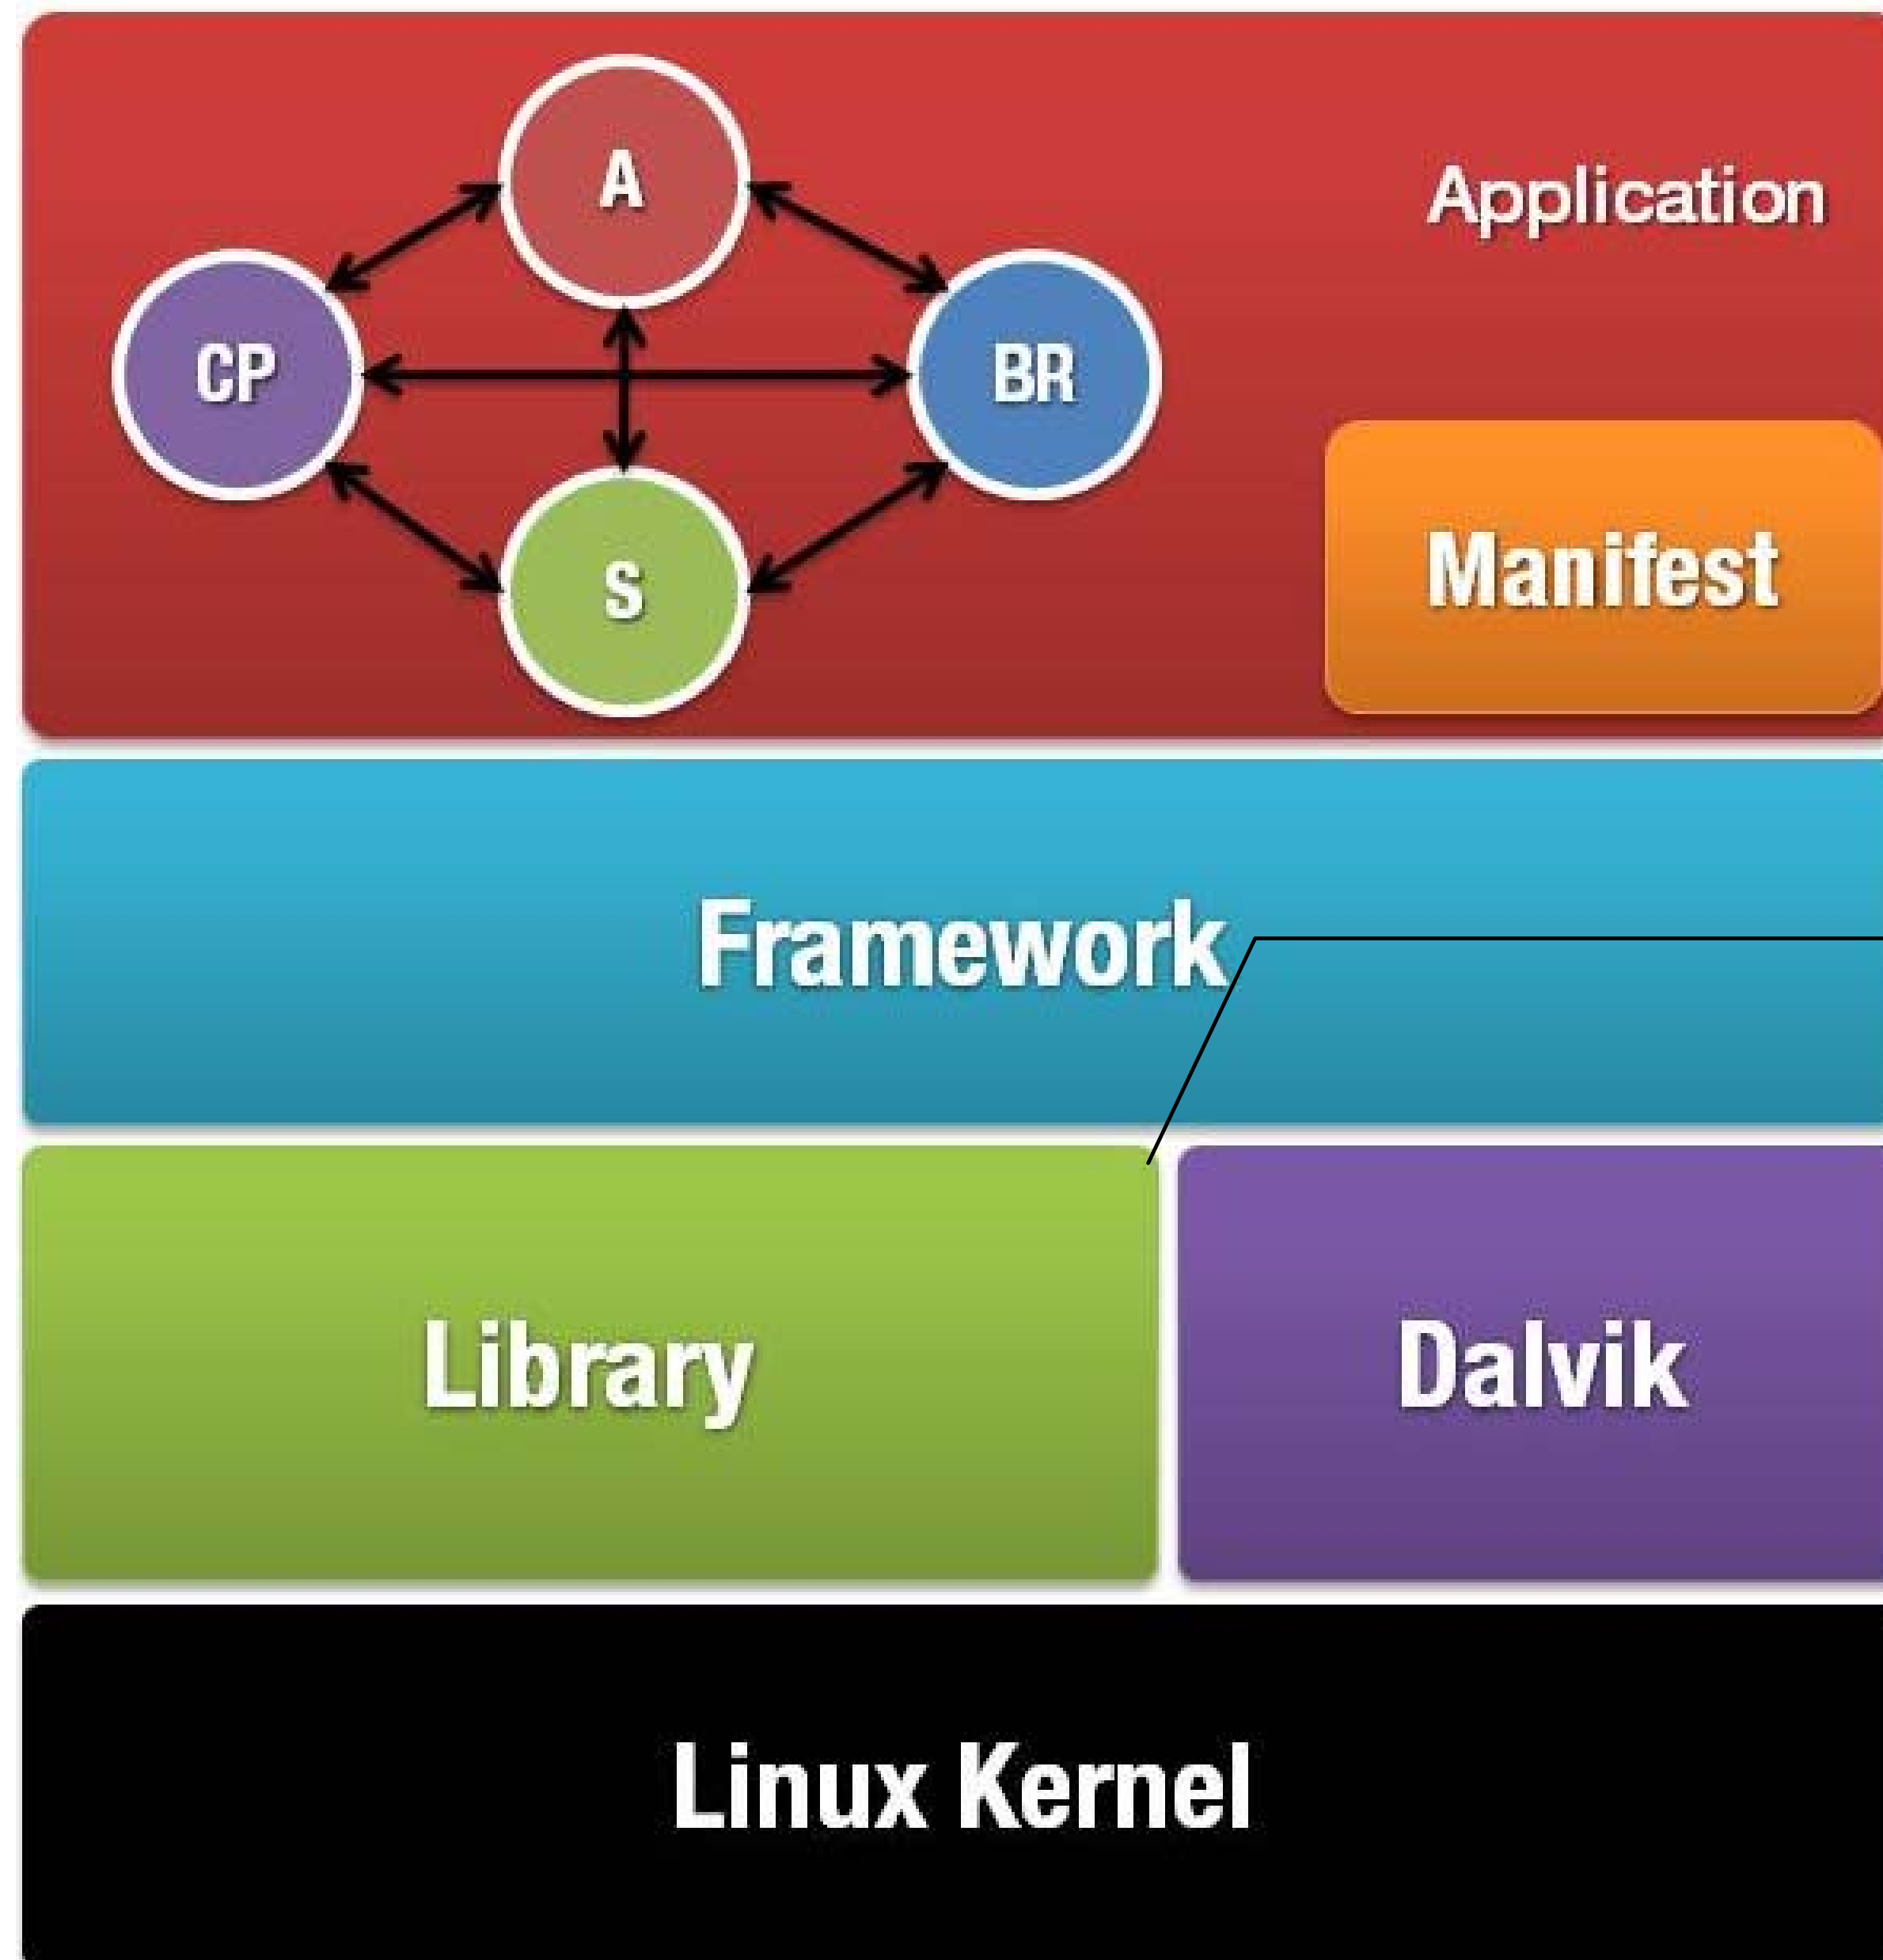 A
Application
CP
BR
S
Manifest
Framework
Library
Dalvik
Linux Kernel